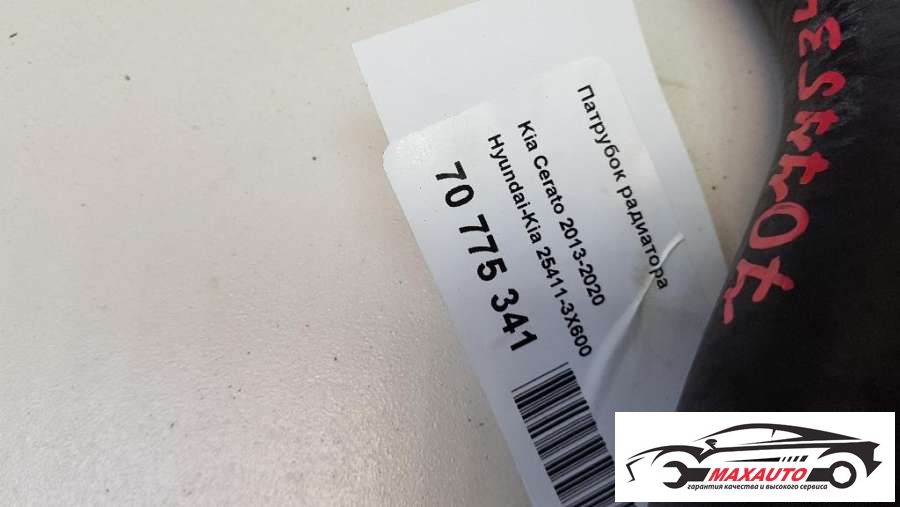 Патрубок радиатора
Kia Cerato 2013-2020
Hyundai-Kia 25411-3X600
70 775 341
MAXAUTO
гарантия качества и высокого сервиса